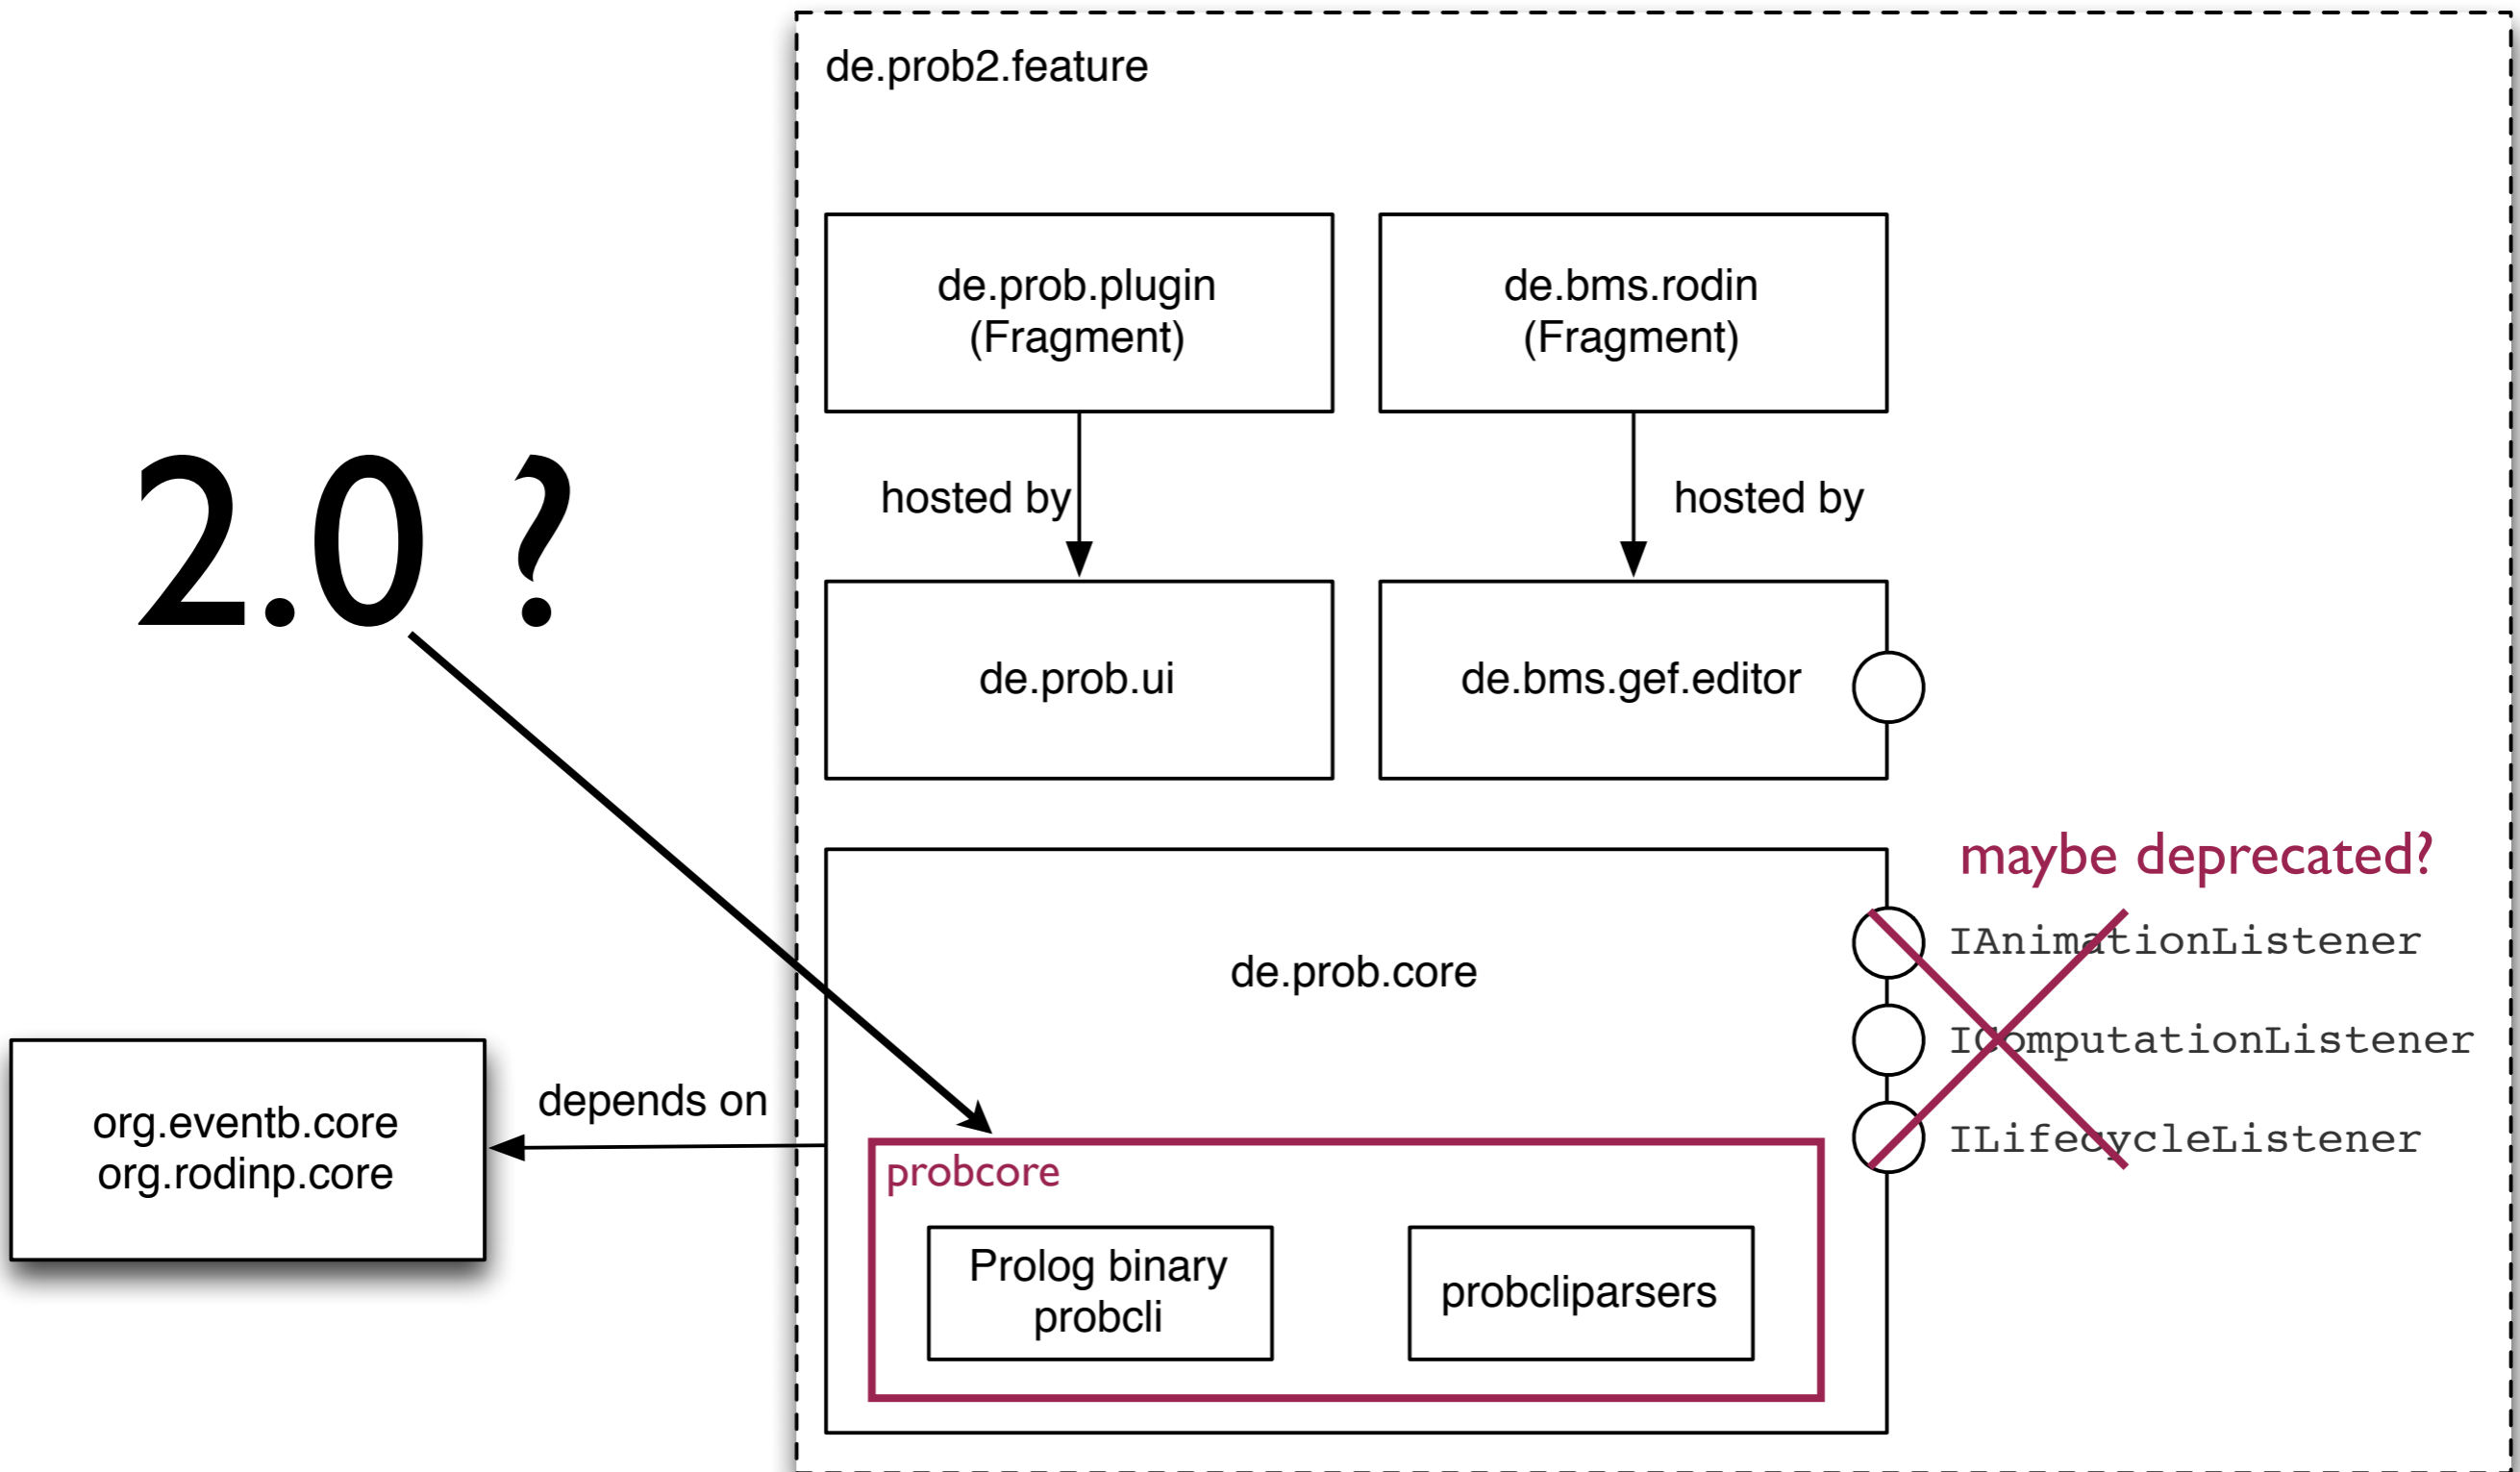 de.prob2.feature
de.prob.plugin
(Fragment)
de.bms.rodin
(Fragment)
2.0 ?
hosted by
hosted by
de.prob.ui
de.bms.gef.editor
maybe deprecated?
IAnimationListener
de.prob.core
IComputationListener
org.eventb.core
org.rodinp.core
depends on
ILifecycleListener
probcore
Prolog binary
probcli
probcliparsers